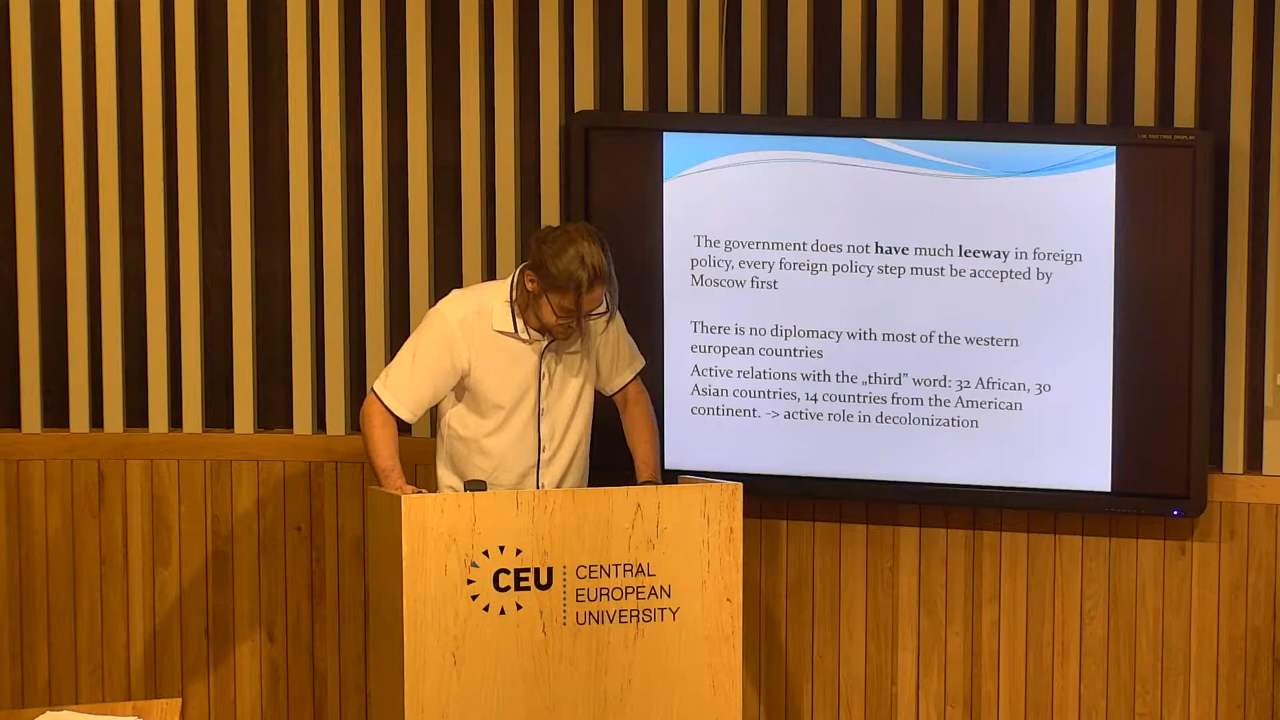 The government does not have much leeway in foreign
policy, every foreign policy step must be accepted by
Moscow first
There is no diplomacy with most of the western
european countries
Active relations with the „third” word: 32 African, 30
Asian countries, 14 countries from the American
continent. -> active role in decolonization
CEU
CENTRAL
EUROPEAN
UNIVERSITY